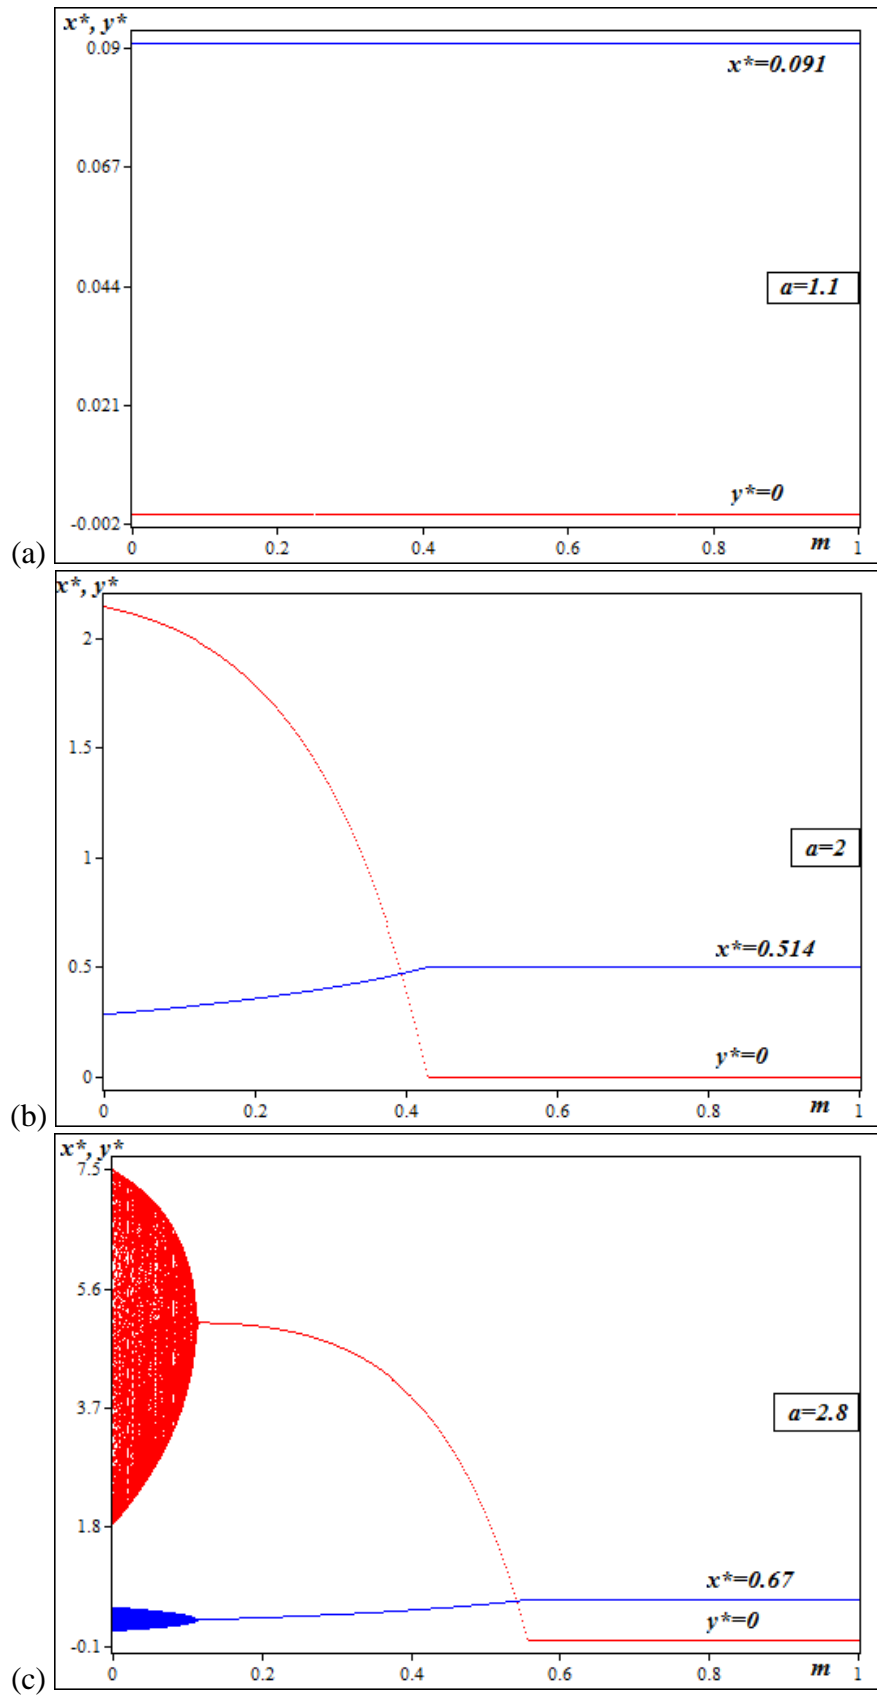 x*, y*
0.09
x*=0.091
0.067
0.044
a=1.1
0.021
y*=0
-0.002
(a)
0 0.2 0.4 0.6 0.8 m 1
x*, y*
2
1.5
1
a=2
x*=0.514
0.5
y*=0
0
(b)
0 0.2 0.4 0.6 0.8 m 1
x*, y*
7.5
5.6
3.7
a=2.8
1.8
x*=0.67
y*=0
-0.1
(c)
0 0.2 0.4 0.6 0.8 m 1